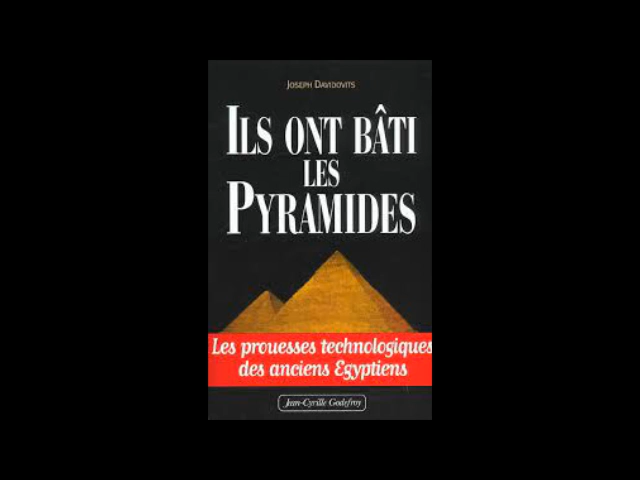 JOSEPH DAVIDOVITS
ILS ONT BÂTI
LES
PYRAMIDES
Les prouesses technologiques
des anciens Egyptiens
Jean-Cyrille Godefroy